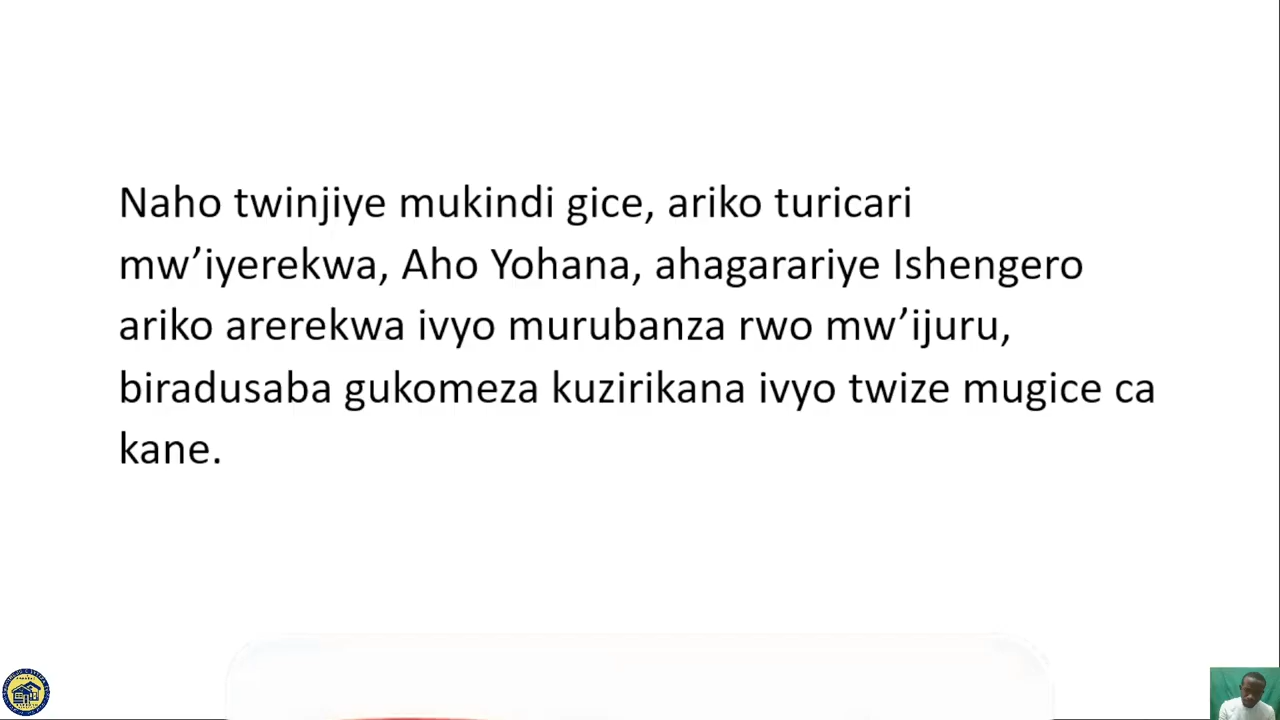 Naho twinjiye mukindi gice, ariko turicari
mw’iyerekwa, Aho Yohana, ahagarariye Ishengero
ariko arerekwa ivyo murubanza rwo mw’ijuru,
biradusaba gukomeza kuzirikana ivyo twize mugice ca
kane.